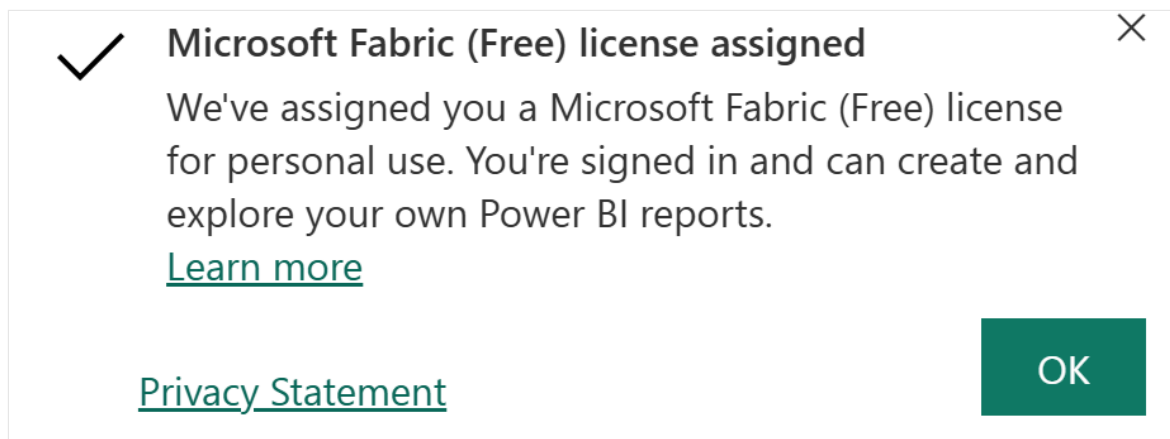 Microsoft Fabric (Free) license assigned
We've assigned you a Microsoft Fabric (Free) license
for personal use. You're signed in and can create and
explore your own Power BI reports.
Learn more
Privacy Statement
OK